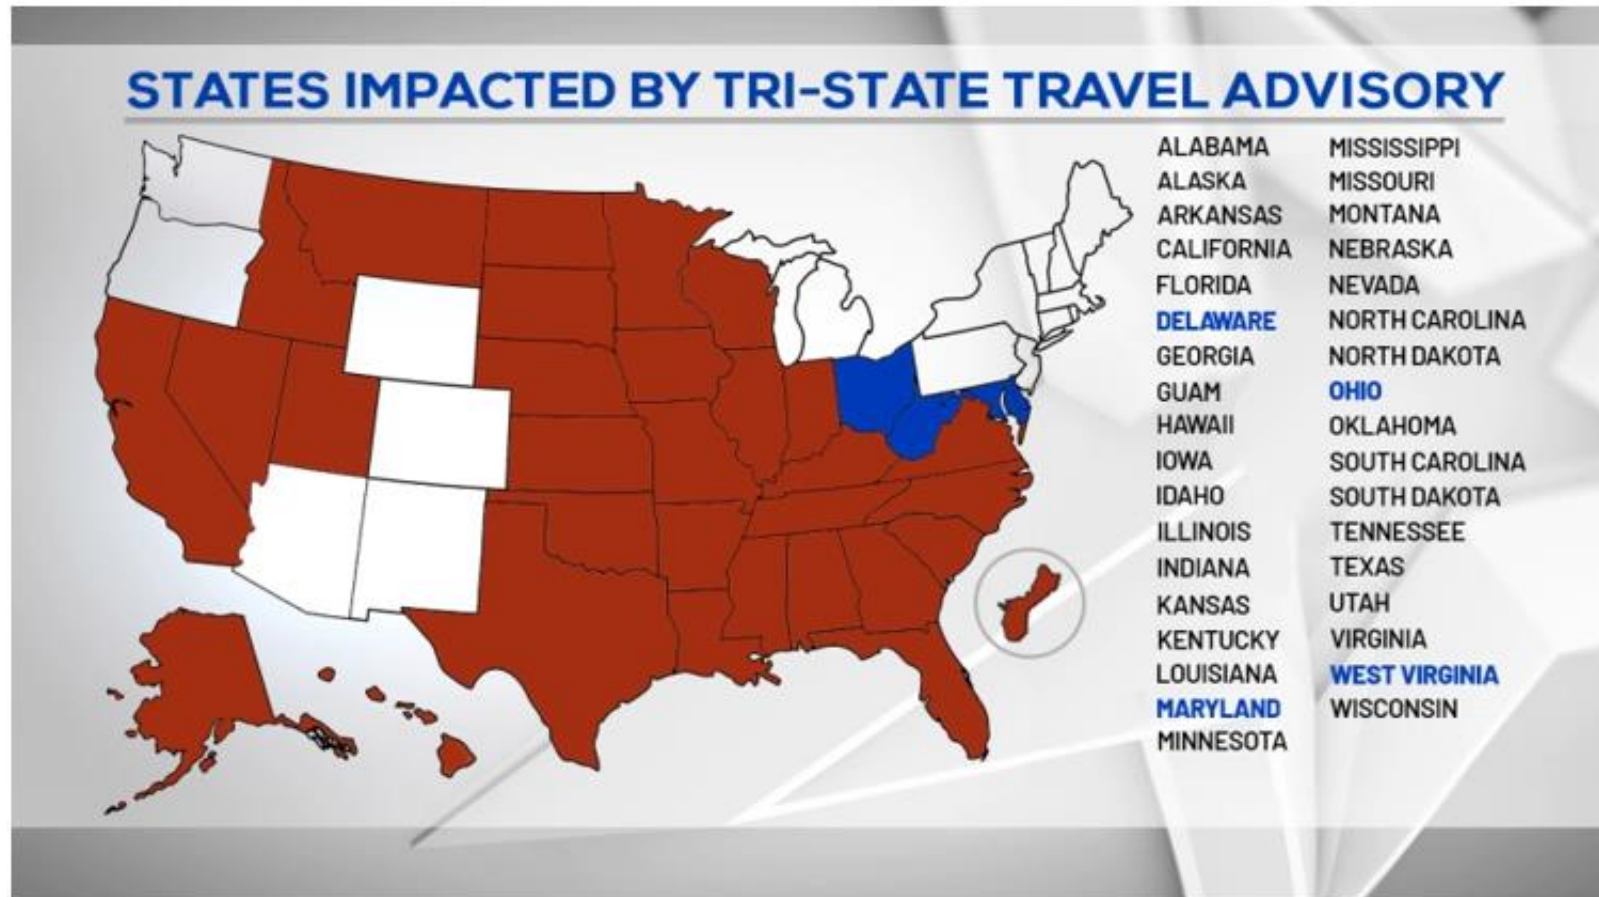 STATES IMPACTED BY TRI-STATE TRAVEL ADVISORY
ALABAMA
ALASKA
ARKANSAS
CALIFORNIA
FLORIDA
DELAWARE
GEORGIA
GUAM
HAWAII
IOWA
IDAHO
ILLINOIS
INDIANA
KANSAS
KENTUCKY
LOUISIANA
MARYLAND
MINNESOTA
MISSISSIPPI
MISSOURI
MONTANA
NEBRASKA
NEVADA
NORTH CAROLINA
NORTH DAKOTA
OHIO
OKLAHOMA
SOUTH CAROLINA
SOUTH DAKOTA
TENNESSEE
TEXAS
UTAH
VIRGINIA
WEST VIRGINIA
WISCONSIN